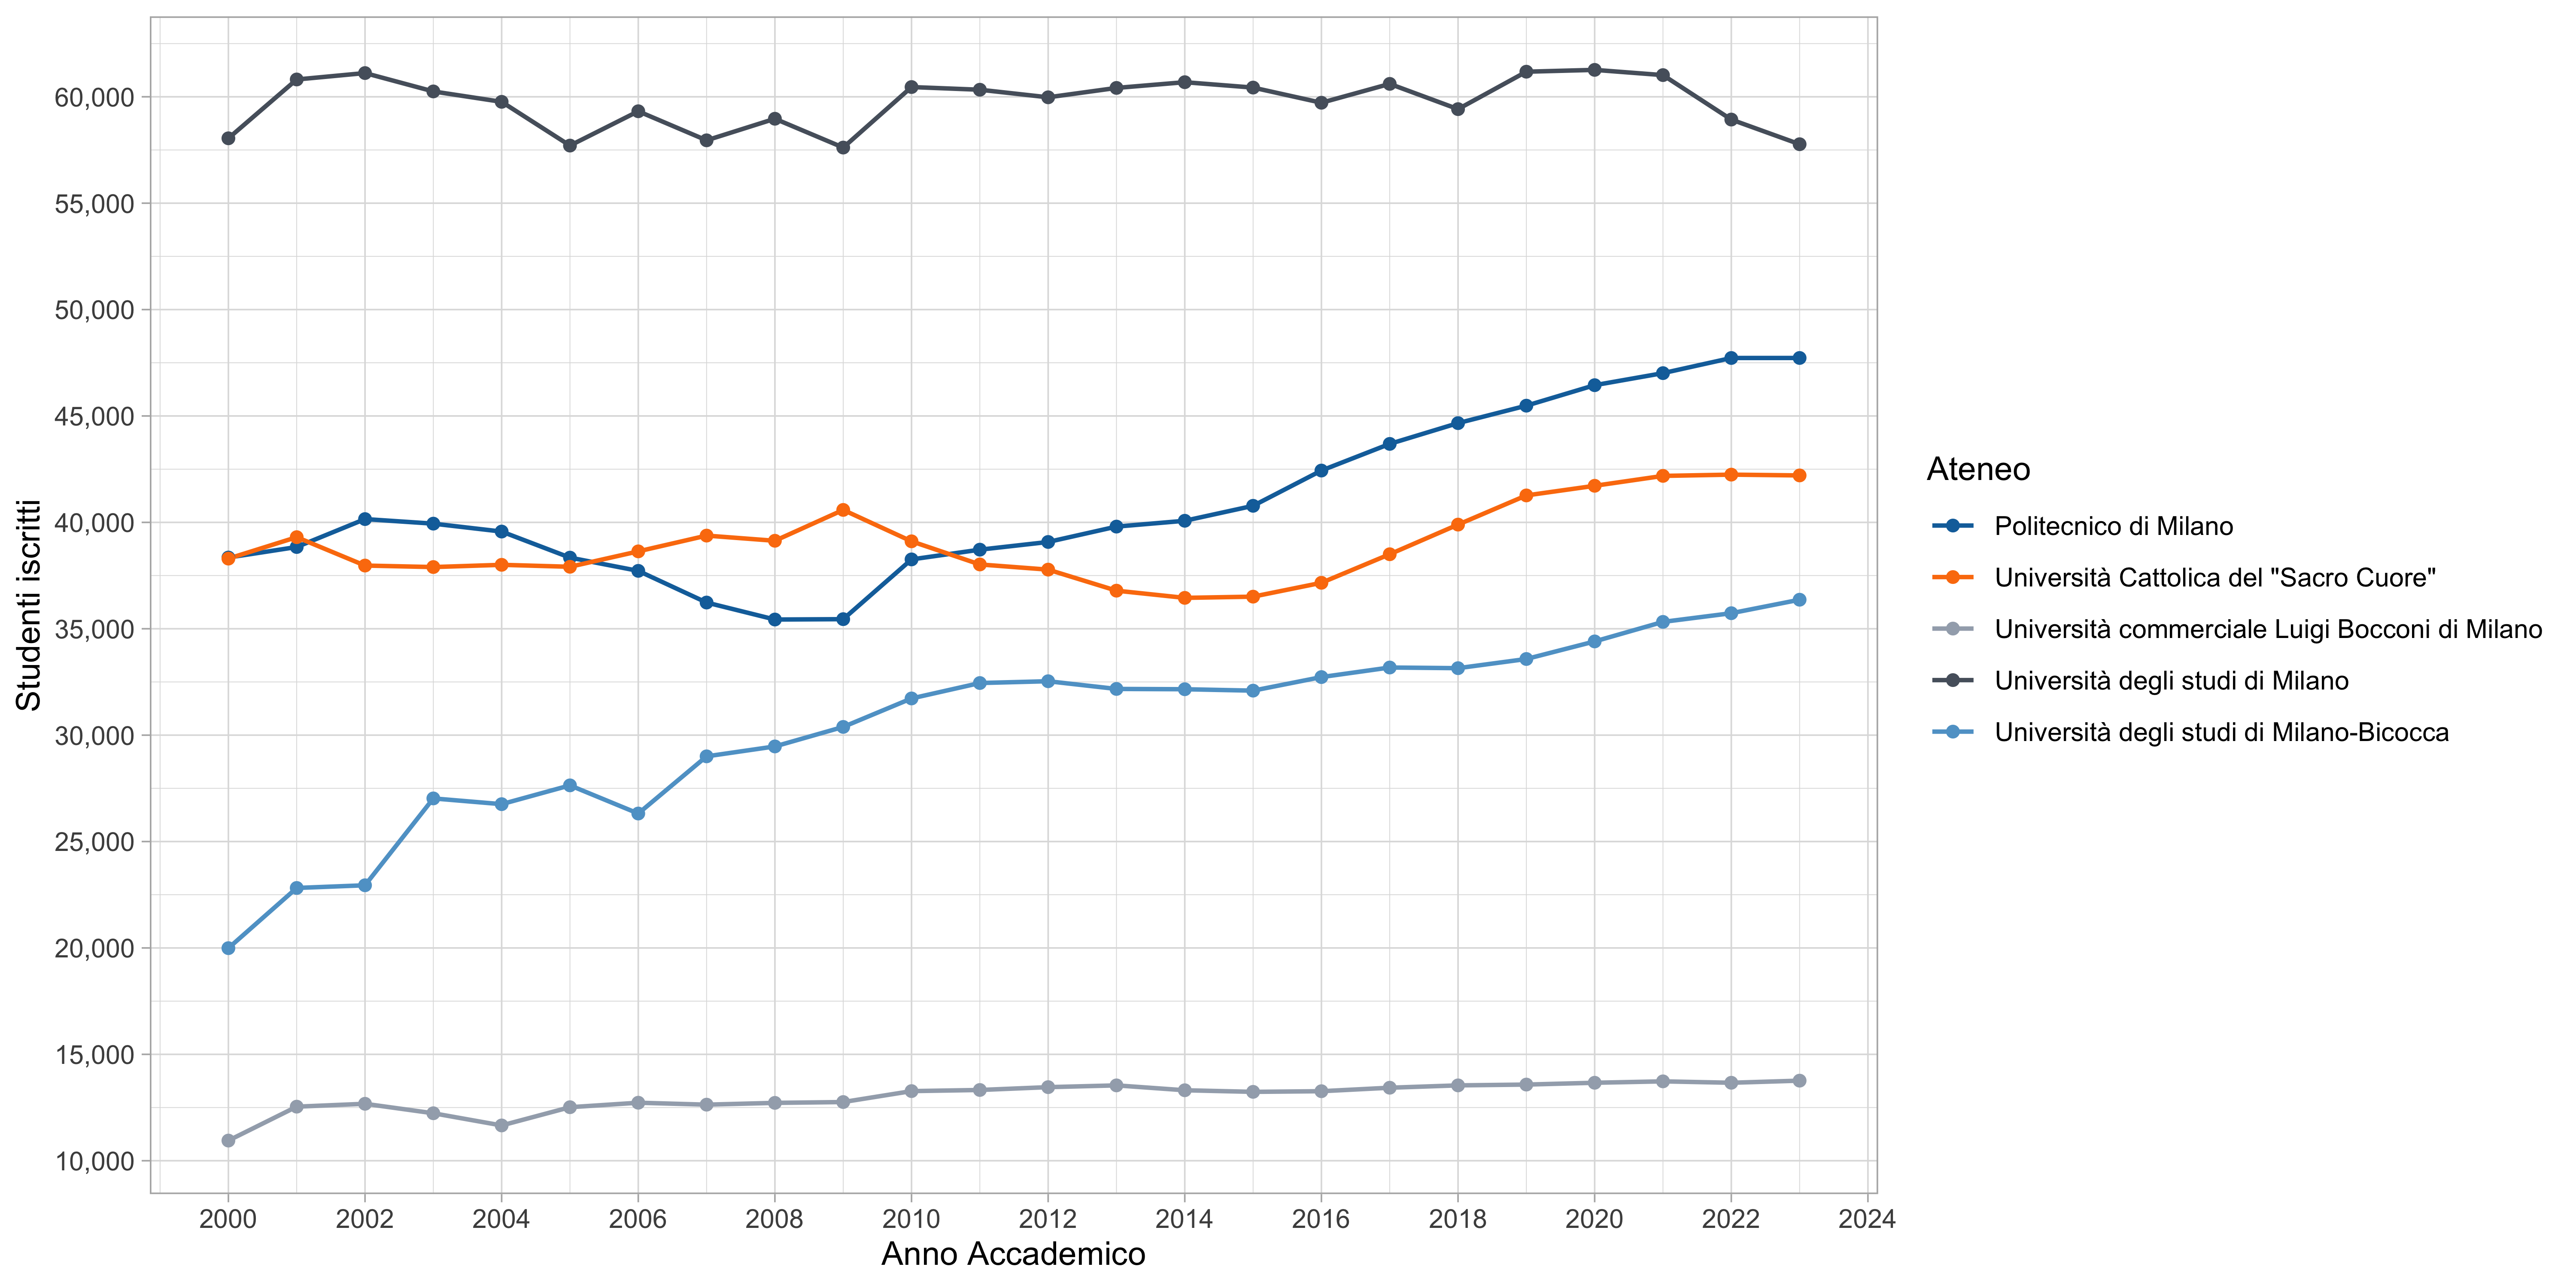 60,000
55,000
50,000
45,000
40,000
35,000
30,000
25,000
20,000
15,000
10,000
Studenti iscritti
2000 2002 2004 2006 2008 2010 2012 2014 2016 2018 2020 2022 2024
Anno Accademico
Ateneo
Politecnico di Milano
Università Cattolica del "Sacro Cuore"
Università commerciale Luigi Bocconi di Milano
Università degli studi di Milano
Università degli studi di Milano-Bicocca